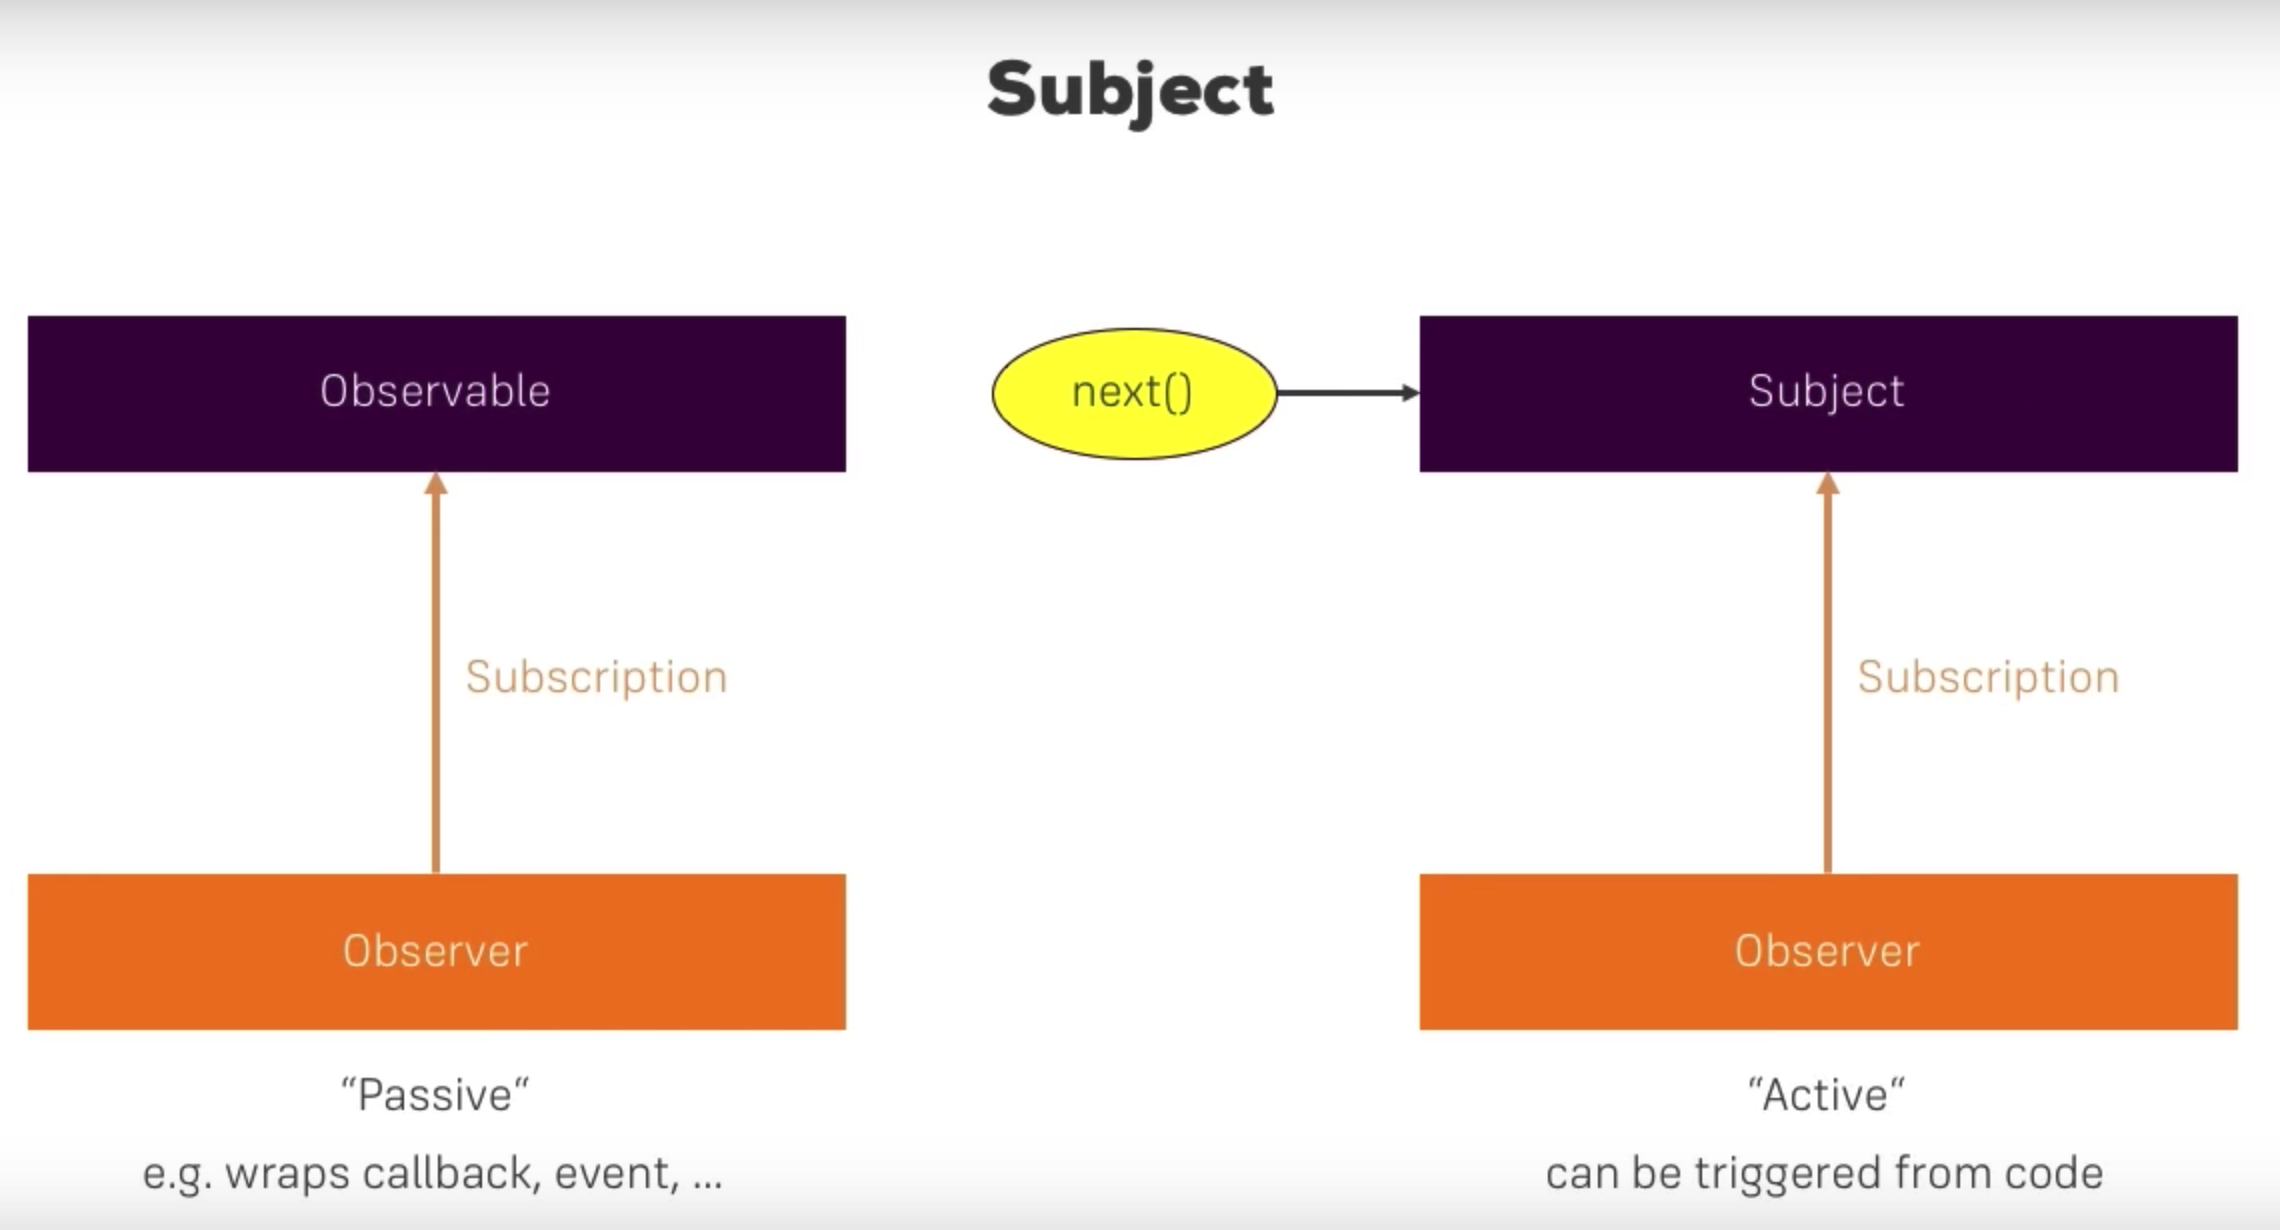 Subject
Observable
next()
Subject
Subscription
Subscription
Observer
Observer
“Passive“
“Active“
e.g. wraps callback, event, ...
can be triggered from code